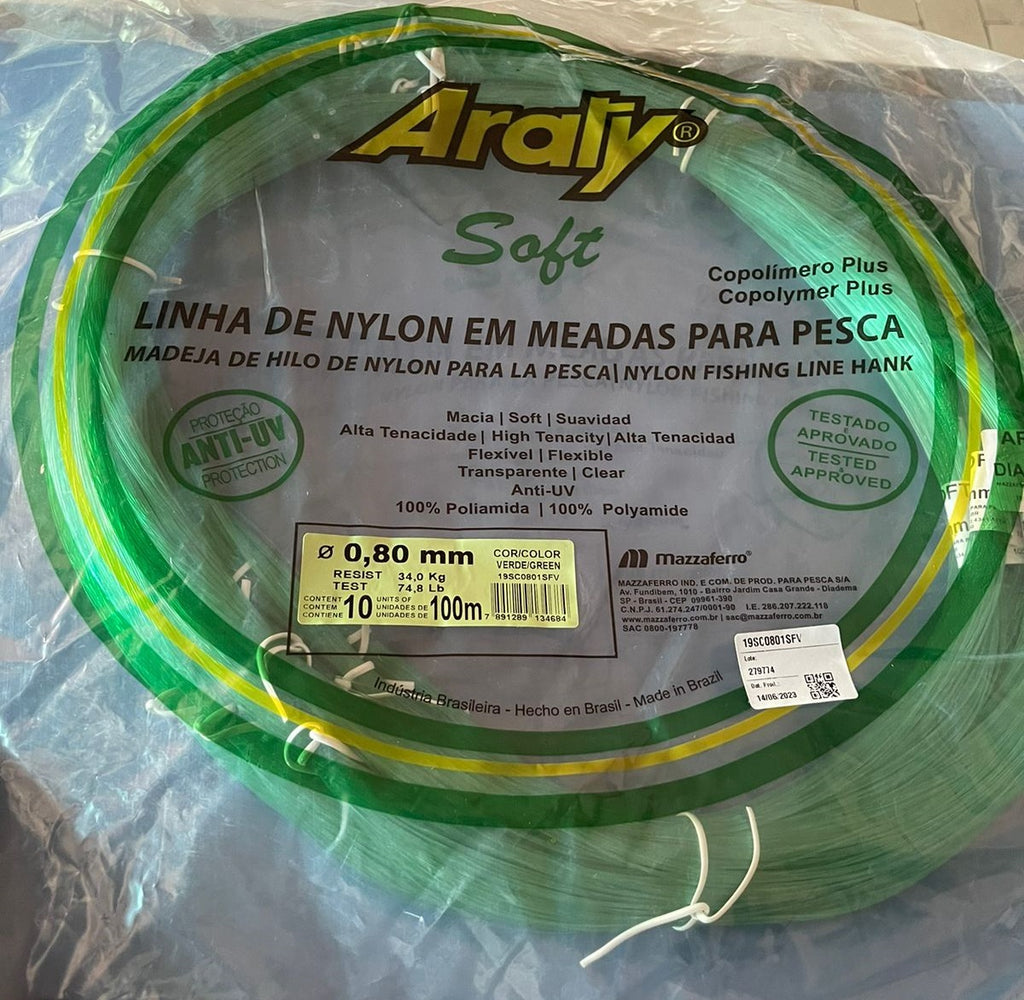 Araty®
Soft
Copolímero Plus
Copolymer Plus
LINHA DE NYLON EM MEADAS PARA PESCA
MADEJA DE HILO DE NYLON PARA LA PESCA| NYLON FISHING LINE HANK
PROTEÇÃO
ANTI-UV
PROTECTION
TESTADO
E
APROVADO
TESTED
&
APPROVED
Macia | Soft | Suavidad
Alta Tenacidade | High Tenacity | Alta Tenacidad
Flexível | Flexible
Transparente | Clear
Anti-UV
100% Poliamida | 100% Polyamide
Ø 0,80 mm
RESIST 34,0 Kg
TEST 74,8 Lb
COR/COLOR
VERDE/GREEN
19SC0801SFV
CONTENT
CONTEM
CONTIENE
10
UNITS OF
UNIDADES DE
UNIDADES DE
100m
7 891289 134684
mazzaferro®
MAZZAFERRO IND. E COM. DE PROD. PARA PESCA S/A
Av. Fundibem, 1010 - Bairro Jardim Casa Grande - Diadema
SP - Brasil - CEP 09961-390
C.N.P.J. 61.274.247/0001-90 I.E. 286.207.222.118
www.mazzaferro.com.br | sac@mazzaferro.com.br
SAC 0800-197778
19SC0801SFV
Lote.:
279774
Dat. Frac.:
14/06/2023
Indústria Brasileira - Hecho en Brasil - Made in Brazil